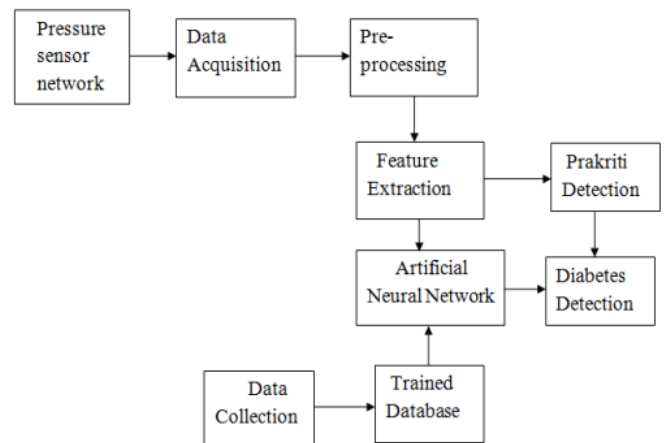 Pressure
sensor
network
Data
Acquisition
Pre-
processing
Feature
Extraction
Prakriti
Detection
Artificial
Neural Network
Diabetes
Detection
Data
Collection
Trained
Database